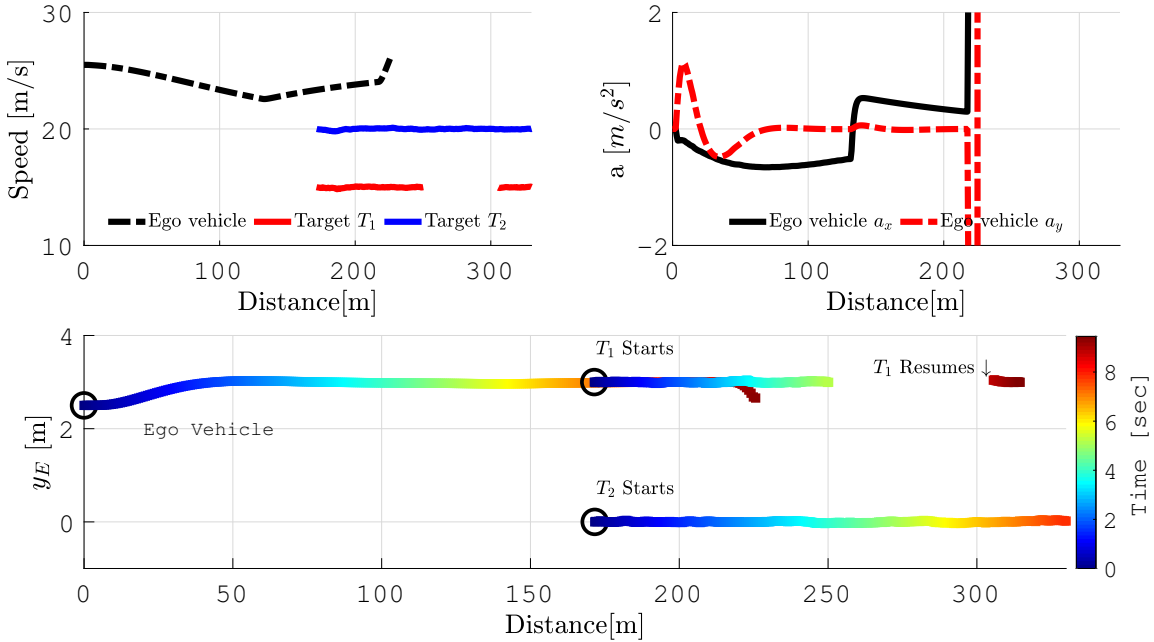 30
20
10
Speed [m/s]
Ego vehicle Target T₁ Target T₂
0 100 200 300
Distance[m]
2
0
−2
a [m/s²]
Ego vehicle aₓ Ego vehicle a_y
0 100 200 300
Distance[m]
4
2
0
y_E [m]
T₁ Starts
T₁ Resumes ↓
Ego Vehicle
T₂ Starts
0 50 100 150 200 250 300
Distance[m]
8
6
4
2
0
Time [sec]